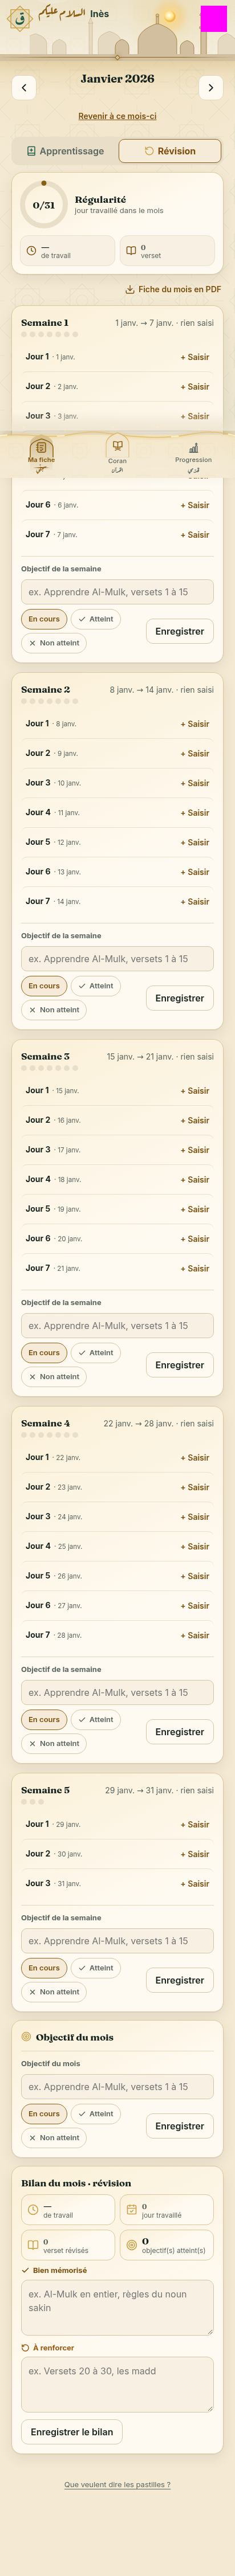 السلام عليكم Inès
Janvier 2026
Revenir à ce mois-ci
Apprentissage
Révision
0/31
Régularité
jour travaillé dans le mois
—
de travail
0
verset
Fiche du mois en PDF
Semaine 1
1 janv. → 7 janv. · rien saisi
Jour 1 · 1 janv.
+ Saisir
Jour 2 · 2 janv.
+ Saisir
Jour 3 · 3 janv.
+ Saisir
Ma fiche
Coran
Progression
Jour 6 · 6 janv.
+ Saisir
Jour 7 · 7 janv.
+ Saisir
Objectif de la semaine
ex. Apprendre Al-Mulk, versets 1 à 15
En cours
Atteint
Non atteint
Enregistrer
Semaine 2
8 janv. → 14 janv. · rien saisi
Jour 1 · 8 janv.
+ Saisir
Jour 2 · 9 janv.
+ Saisir
Jour 3 · 10 janv.
+ Saisir
Jour 4 · 11 janv.
+ Saisir
Jour 5 · 12 janv.
+ Saisir
Jour 6 · 13 janv.
+ Saisir
Jour 7 · 14 janv.
+ Saisir
Objectif de la semaine
ex. Apprendre Al-Mulk, versets 1 à 15
En cours
Atteint
Non atteint
Enregistrer
Semaine 3
15 janv. → 21 janv. · rien saisi
Jour 1 · 15 janv.
+ Saisir
Jour 2 · 16 janv.
+ Saisir
Jour 3 · 17 janv.
+ Saisir
Jour 4 · 18 janv.
+ Saisir
Jour 5 · 19 janv.
+ Saisir
Jour 6 · 20 janv.
+ Saisir
Jour 7 · 21 janv.
+ Saisir
Objectif de la semaine
ex. Apprendre Al-Mulk, versets 1 à 15
En cours
Atteint
Non atteint
Enregistrer
Semaine 4
22 janv. → 28 janv. · rien saisi
Jour 1 · 22 janv.
+ Saisir
Jour 2 · 23 janv.
+ Saisir
Jour 3 · 24 janv.
+ Saisir
Jour 4 · 25 janv.
+ Saisir
Jour 5 · 26 janv.
+ Saisir
Jour 6 · 27 janv.
+ Saisir
Jour 7 · 28 janv.
+ Saisir
Objectif de la semaine
ex. Apprendre Al-Mulk, versets 1 à 15
En cours
Atteint
Non atteint
Enregistrer
Semaine 5
29 janv. → 31 janv. · rien saisi
Jour 1 · 29 janv.
+ Saisir
Jour 2 · 30 janv.
+ Saisir
Jour 3 · 31 janv.
+ Saisir
Objectif de la semaine
ex. Apprendre Al-Mulk, versets 1 à 15
En cours
Atteint
Non atteint
Enregistrer
Objectif du mois
Objectif du mois
ex. Apprendre Al-Mulk, versets 1 à 15
En cours
Atteint
Non atteint
Enregistrer
Bilan du mois · révision
—
de travail
0
jour travaillé
0
verset révisés
0
objectif(s) atteint(s)
Bien mémorisé
ex. Al-Mulk en entier, règles du noun
sakin
À renforcer
ex. Versets 20 à 30, les madd
Enregistrer le bilan
Que veulent dire les pastilles ?